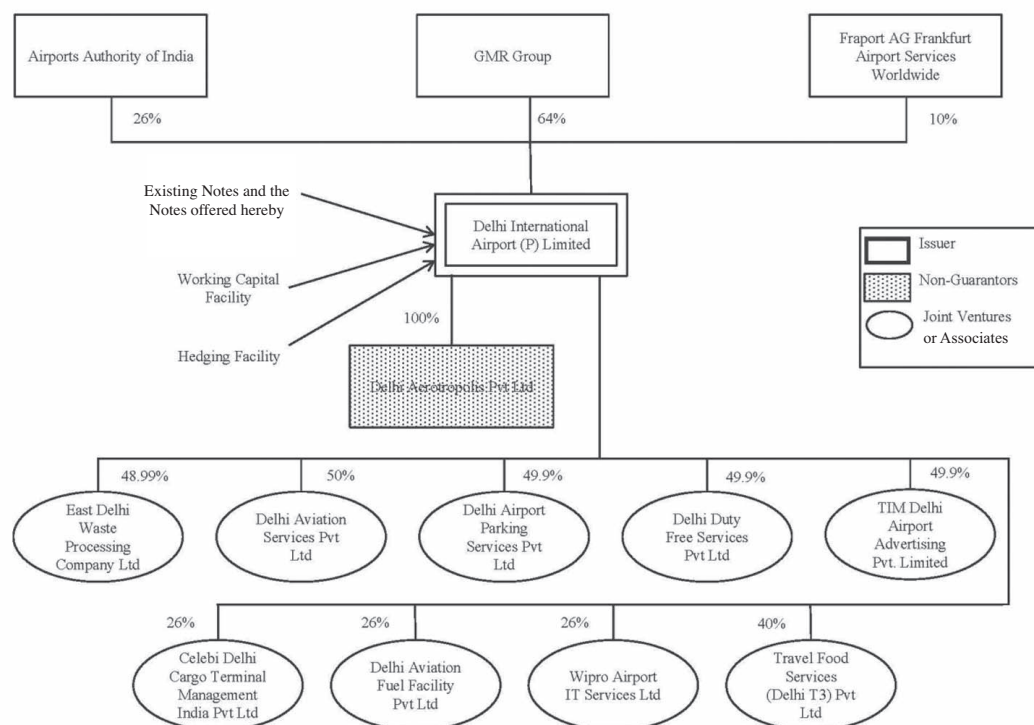 Airports Authority of India
GMR Group
Fraport AG Frankfurt
Airport Services
Worldwide
26%
64%
10%
Existing Notes and the
Notes offered hereby
Delhi International
Airport (P) Limited
Working Capital
Facility
Hedging Facility
100%
Delhi Aerotropolis Pvt Ltd
Issuer
Non-Guarantors
Joint Ventures
or Associates
48.99%
50%
49.9%
49.9%
49.9%
East Delhi
Waste
Processing
Company Ltd
Delhi Aviation
Services Pvt
Ltd
Delhi Airport
Parking
Services Pvt
Ltd
Delhi Duty
Free Services
Pvt Ltd
TIM Delhi
Airport
Advertising
Pvt. Limited
26%
26%
26%
40%
Celebi Delhi
Cargo Terminal
Management
India Pvt Ltd
Delhi Aviation
Fuel Facility
Pvt Ltd
Wipro Airport
IT Services Ltd
Travel Food
Services
(Delhi T3) Pvt
Ltd